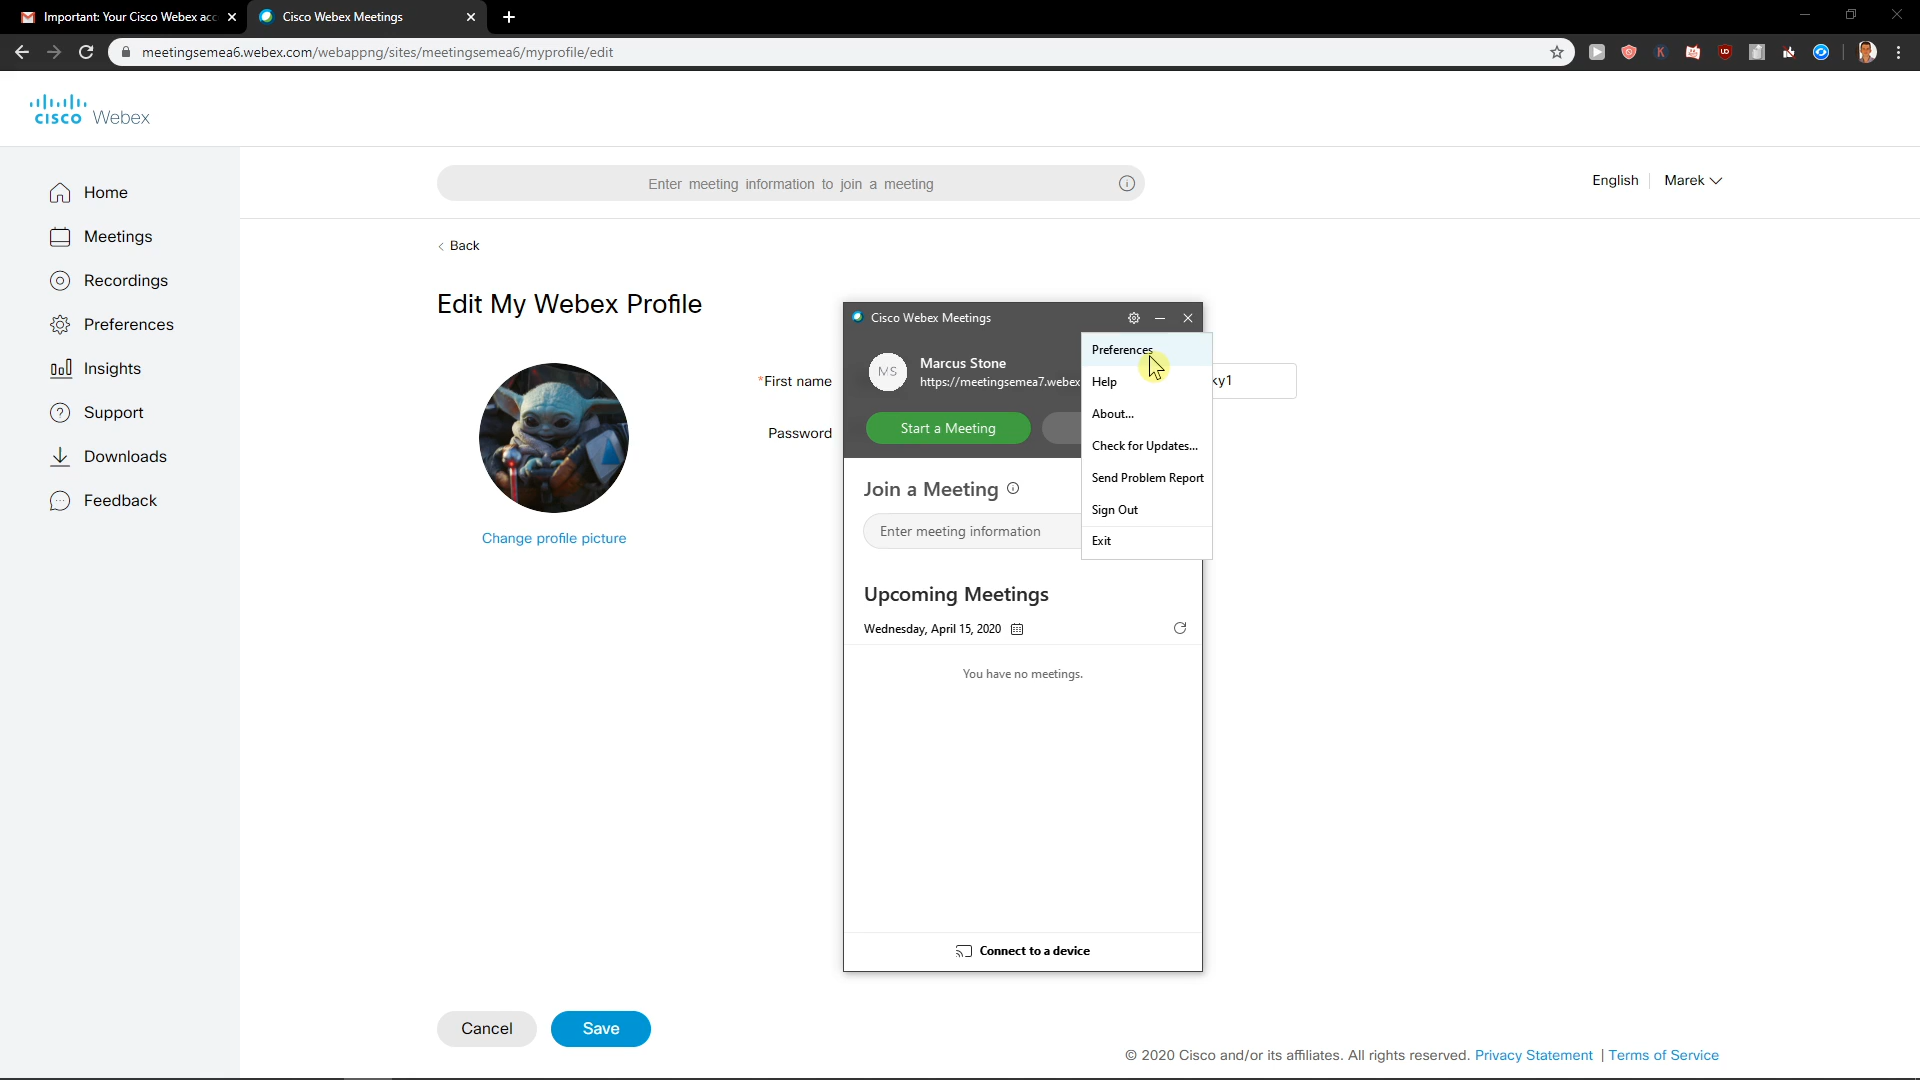 Important: Your Cisco Webex acc
Cisco Webex Meetings
meetingsemea6.webex.com/webappng/sites/meetingsemea6/myprofile/edit
K
UD
cisco Webex
Home
Meetings
Recordings
Preferences
Insights
Support
Downloads
Feedback
Enter meeting information to join a meeting
English
Marek
Back
Edit My Webex Profile
Change profile picture
*First name
ky1
Password
Cisco Webex Meetings
MS
Marcus Stone
https://meetingsemea7.webex
Start a Meeting
Preferences
Help
About...
Check for Updates...
Send Problem Report
Sign Out
Exit
Join a Meeting
Enter meeting information
Upcoming Meetings
Wednesday, April 15, 2020
You have no meetings.
Connect to a device
Cancel
Save
© 2020 Cisco and/or its affiliates. All rights reserved. Privacy Statement | Terms of Service